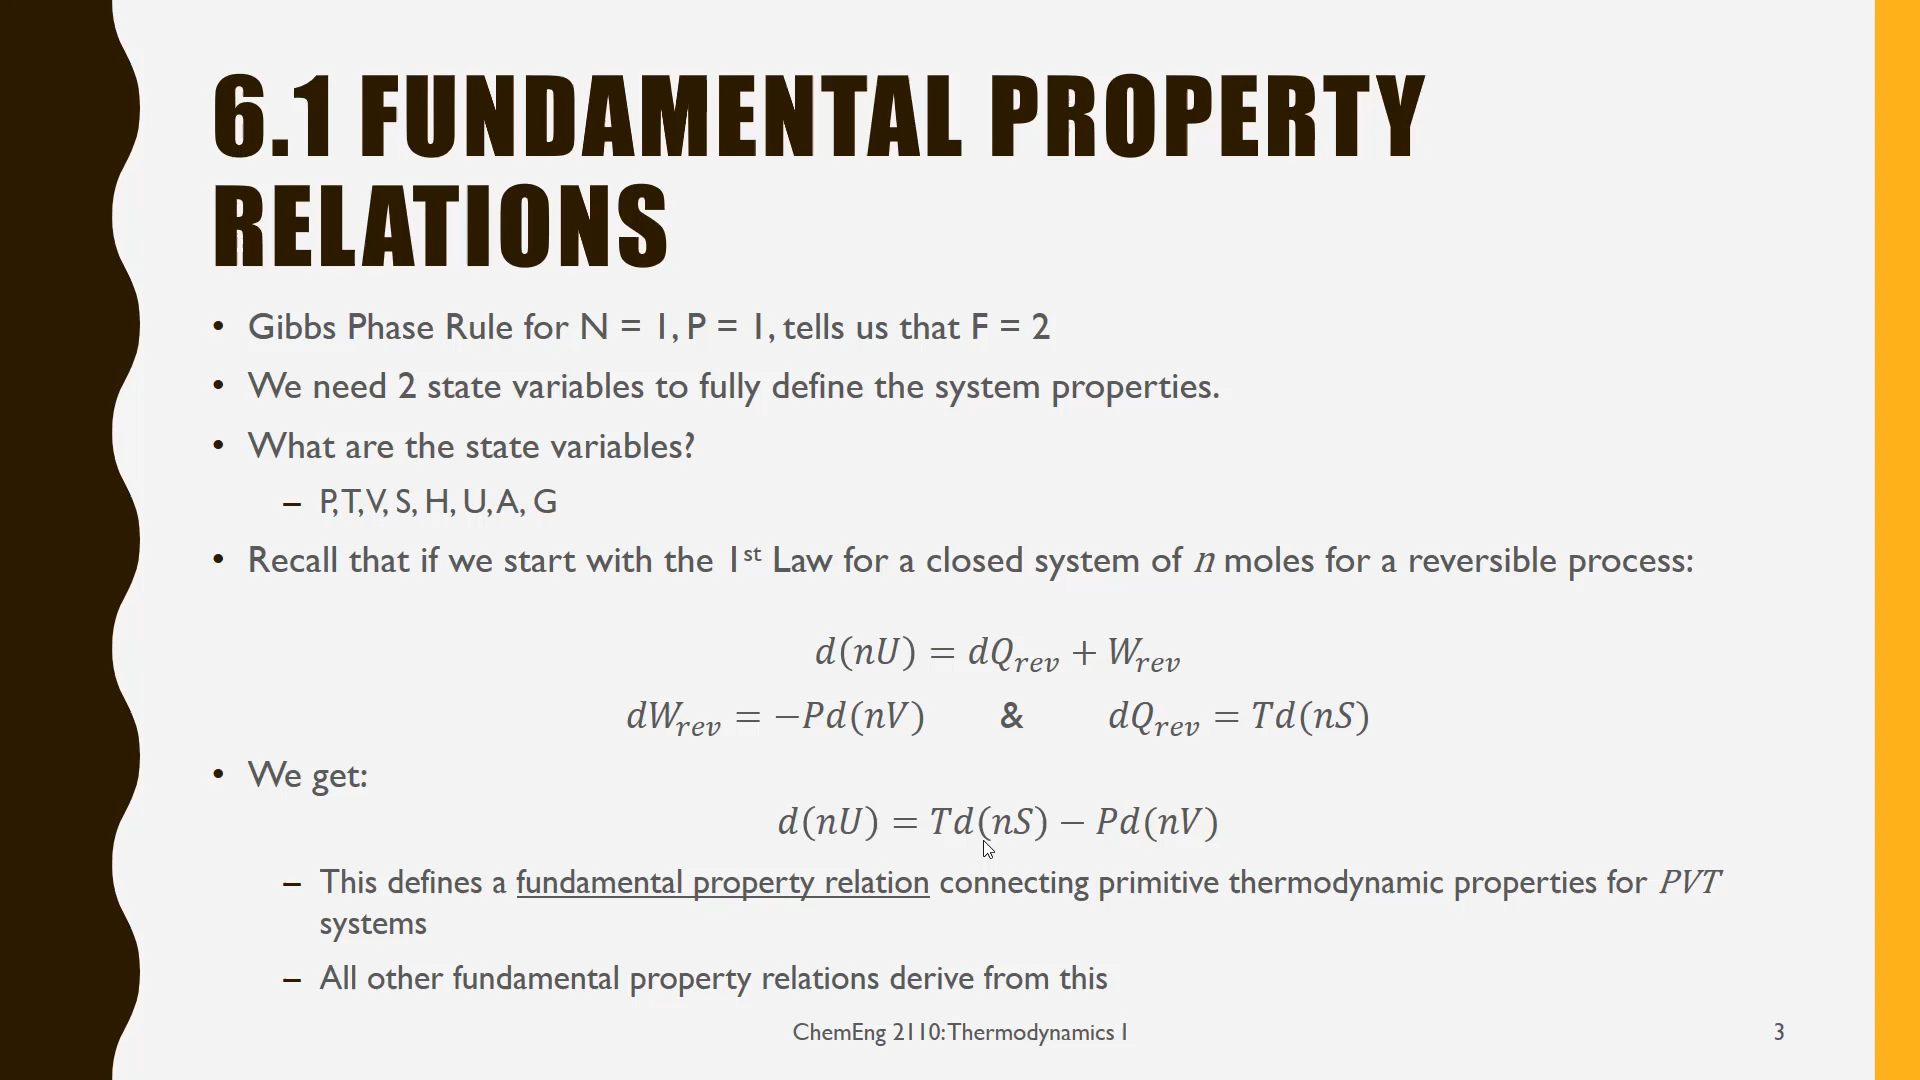 6.1 FUNDAMENTAL PROPERTY
RELATIONS
• Gibbs Phase Rule for N = 1, P = 1, tells us that F = 2
• We need 2 state variables to fully define the system properties.
• What are the state variables?
– P, T, V, S, H, U, A, G
• Recall that if we start with the 1st Law for a closed system of n moles for a reversible process:
d(nU) = dQ_rev + W_rev
dW_rev = −Pd(nV) & dQ_rev = Td(nS)
• We get:
d(nU) = Td(nS) − Pd(nV)
– This defines a fundamental property relation connecting primitive thermodynamic properties for PVT
systems
– All other fundamental property relations derive from this
ChemEng 2110: Thermodynamics I
3